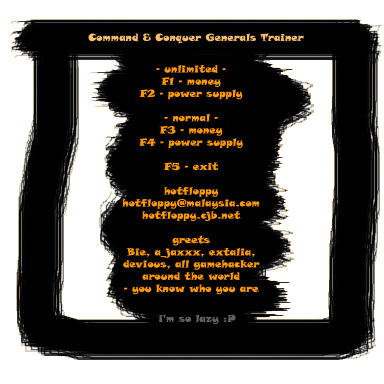 Command & Conquer Generals Trainer
- unlimited -
F1 - money
F2 - power supply
- normal -
F3 - money
F4 - power supply
F5 - exit
hotfloppy
hotfloppy@malaysia.com
hotfloppy.cjb.net
greets
Bie, a_jaxxx, extalia,
devious, all gamehacker
around the world
- you know who you are
I'm so lazy :P